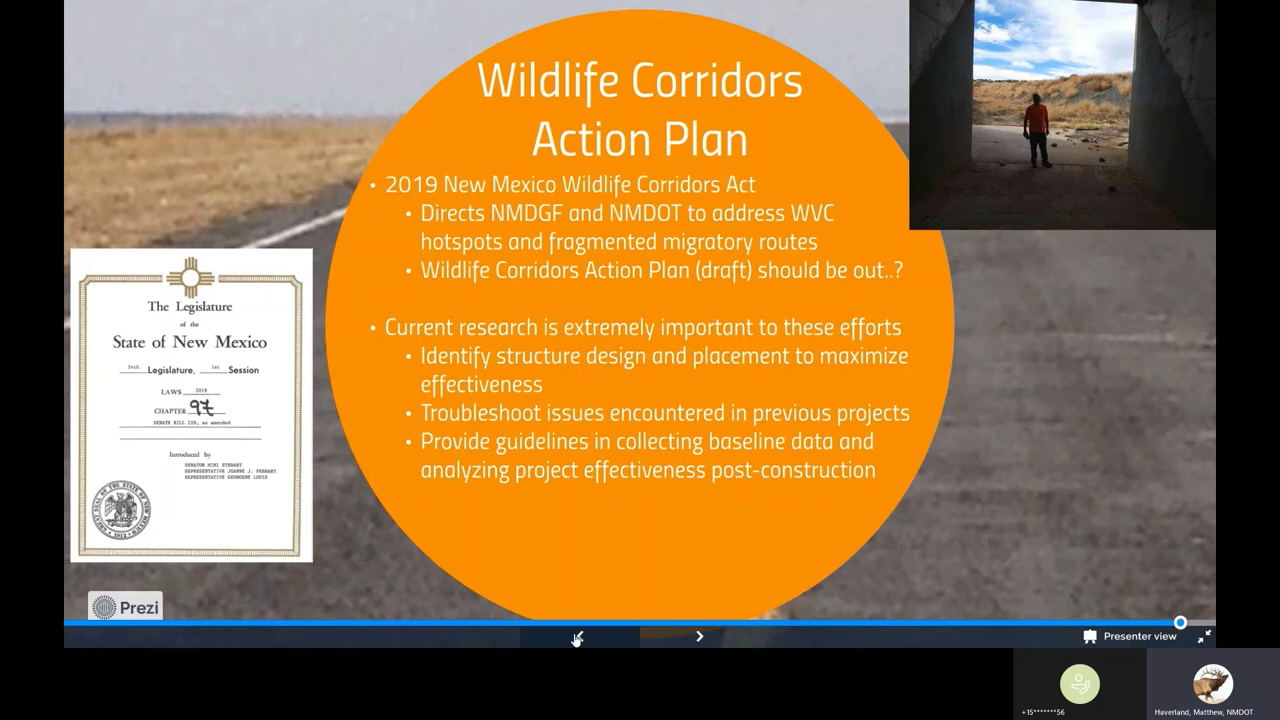 Wildlife Corridors
Action Plan
• 2019 New Mexico Wildlife Corridors Act
• Directs NMDGF and NMDOT to address WVC
hotspots and fragmented migratory routes
• Wildlife Corridors Action Plan (draft) should be out..?
• Current research is extremely important to these efforts
• Identify structure design and placement to maximize
effectiveness
• Troubleshoot issues encountered in previous projects
• Provide guidelines in collecting baseline data and
analyzing project effectiveness post-construction
The Legislature
of the
State of New Mexico
54th Legislature, 1st Session
LAWS 2019
CHAPTER 97
SENATE BILL 228, as amended
Introduced by
SENATOR MIMI STEWART
REPRESENTATIVE JOANNE J. FERRARY
REPRESENTATIVE GEORGENE LOUIS
Prezi
Presenter view
+15*******56
Haverland, Matthew, NMDOT